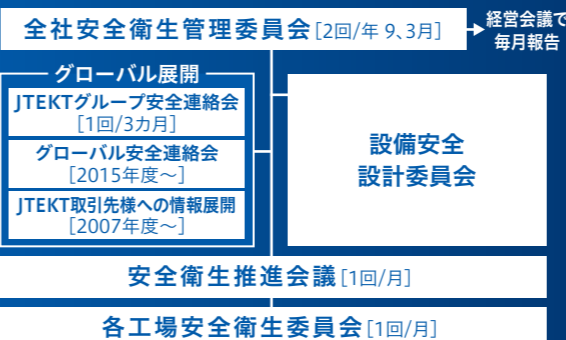 全社安全衛生管理委員会[2回/年 9、3月]
経営会議で
毎月報告
グローバル展開
JTEKTグループ安全連絡会
[1回/3カ月]
グローバル安全連絡会
[2015年度～]
JTEKT取引先様への情報展開
[2007年度～]
設備安全
設計委員会
安全衛生推進会議[1回/月]
各工場安全衛生委員会[1回/月]